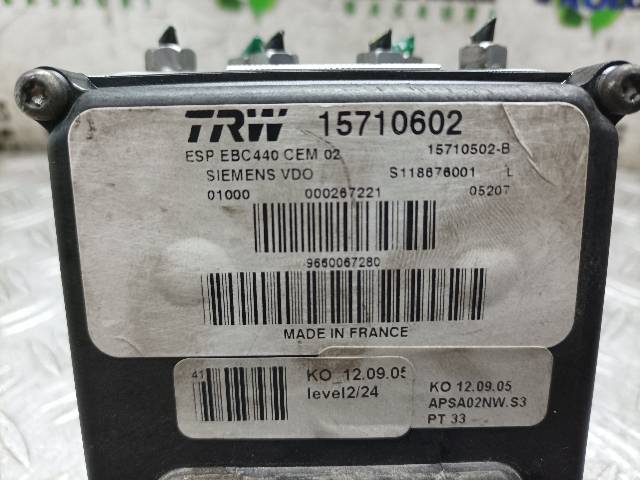 TRW 15710602
ESP EBC440 CEM 02 15710502-B
SIEMENS VDO S118676001 L
01000 000267221 05207
9660067280
MADE IN FRANCE
41
KO 12.09.05
level2/24
KO 12.09.05
APSA02NW.S3
PT 33